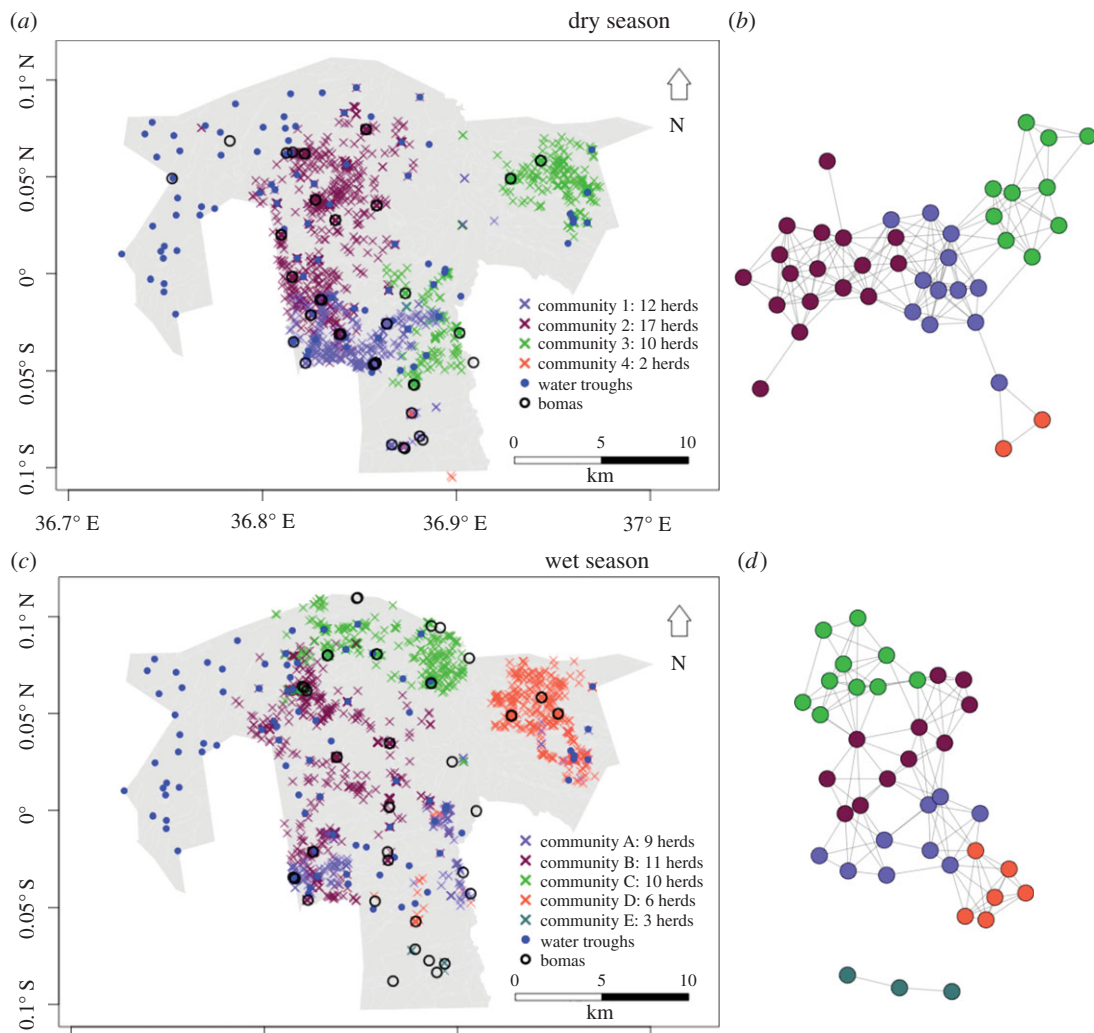 (a) dry season (b)
0.1° N
0.05° N
0°
0.05° S
0.1° S
N
community 1: 12 herds
community 2: 17 herds
community 3: 10 herds
community 4: 2 herds
water troughs
bomas
0 5 10
km
36.7° E 36.8° E 36.9° E 37° E
(c) wet season (d)
0.1° N
0.05° N
0°
0.05° S
0.1° S
N
community A: 9 herds
community B: 11 herds
community C: 10 herds
community D: 6 herds
community E: 3 herds
water troughs
bomas
0 5 10
km